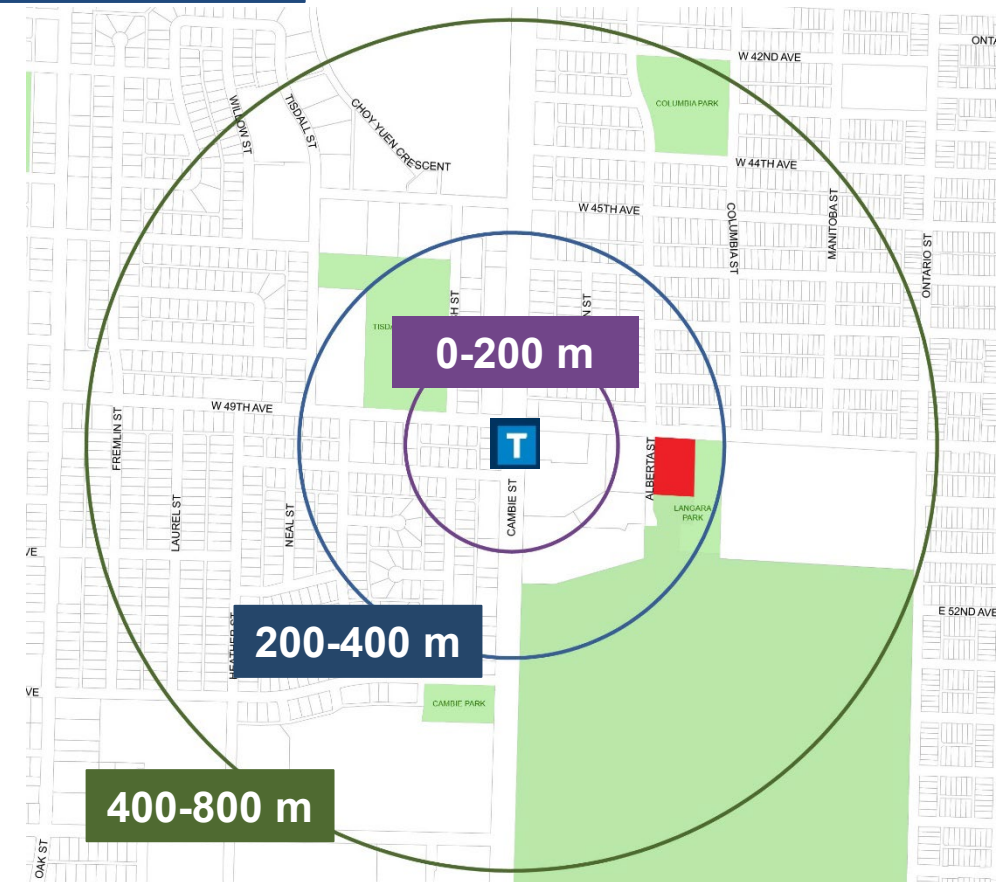 W 42ND AVE
COLUMBIA PARK
WILLOW ST
TISDALL ST
CHOY YUEN CRESCENT
W 44TH AVE
W 45TH AVE
COLUMBIA ST
MANITOBA ST
ONTARIO ST
0-200 m
W 49TH AVE
T
FREMLIN ST
ALBERTA ST
LANGARA
PARK
CAMBIE ST
LAUREL ST
NEAL ST
E 52ND AVE
200-400 m
CAMBIE PARK
400-800 m
OAK ST